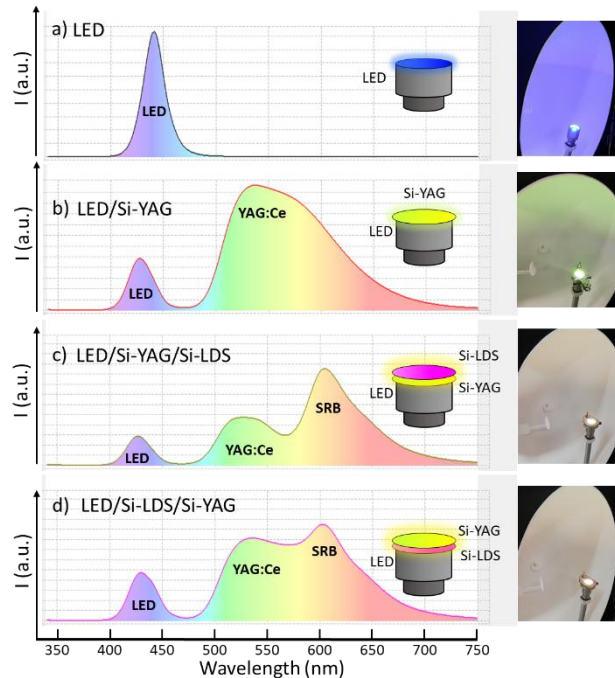 a) LED
I (a.u.)
LED
LED
b) LED/Si-YAG
I (a.u.)
LED
YAG:Ce
Si-YAG
LED
c) LED/Si-YAG/Si-LDS
I (a.u.)
LED
YAG:Ce
SRB
Si-LDS
Si-YAG
LED
d) LED/Si-LDS/Si-YAG
I (a.u.)
LED
YAG:Ce
SRB
Si-YAG
Si-LDS
LED
350 400 450 500 550 600 650 700 750
Wavelength (nm)